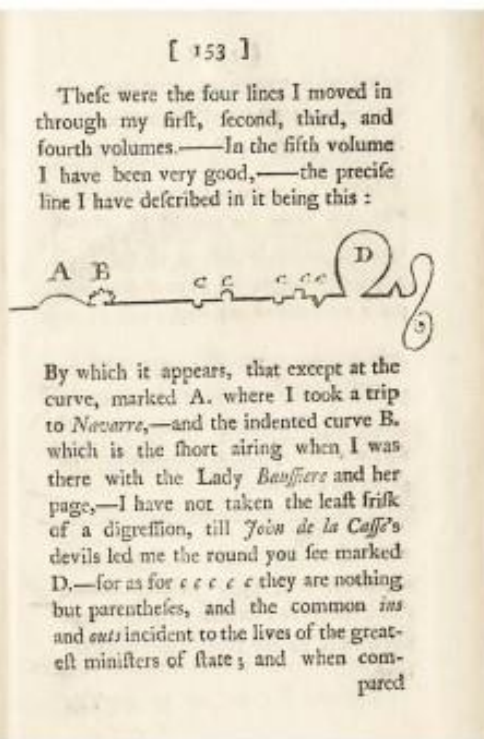 [ 153 ]
Theſe were the four lines I moved in
through my firſt, ſecond, third, and
fourth volumes.——In the fifth volume
I have been very good,——the preciſe
line I have deſcribed in it being this :
A B c c c c c D
By which it appears, that except at the
curve, marked A. where I took a trip
to Navarre,—and the indented curve B.
which is the ſhort airing when I was
there with the Lady Bauſſiere and her
page,—I have not taken the leaſt friſk
of a digreſſion, till John de la Caſſe's
devils led me the round you ſee marked
D.—for as for c c c c c they are nothing
but parentheſes, and the common ins
and outs incident to the lives of the great-
eſt miniſters of ſtate ; and when com-
pared